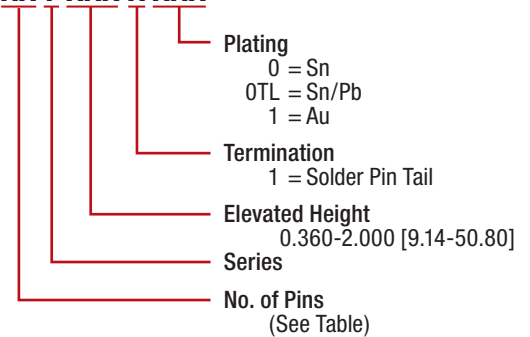 Plating
0 = Sn
0TL = Sn/Pb
1 = Au
Termination
1 = Solder Pin Tail
Elevated Height
0.360-2.000 [9.14-50.80]
Series
No. of Pins
(See Table)